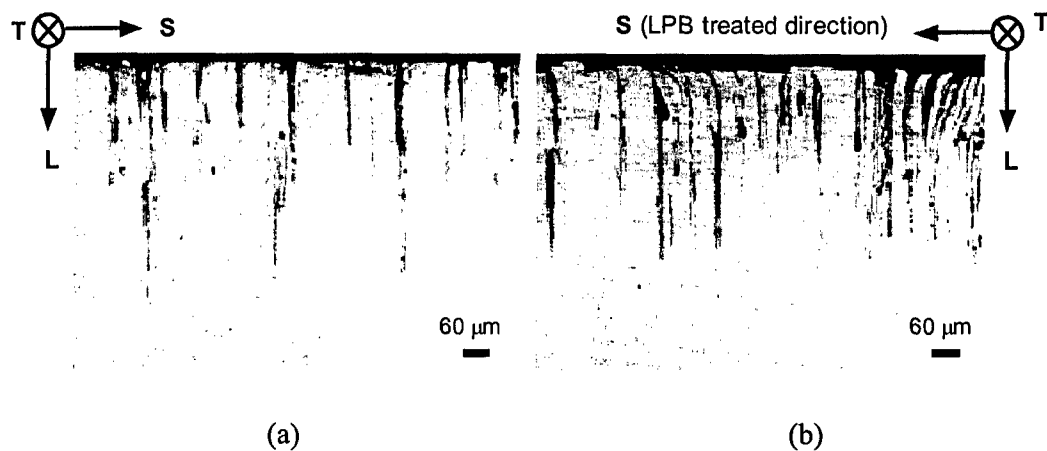 T S
L
S (LPB treated direction) T
L
60 μm
60 μm
(a)
(b)